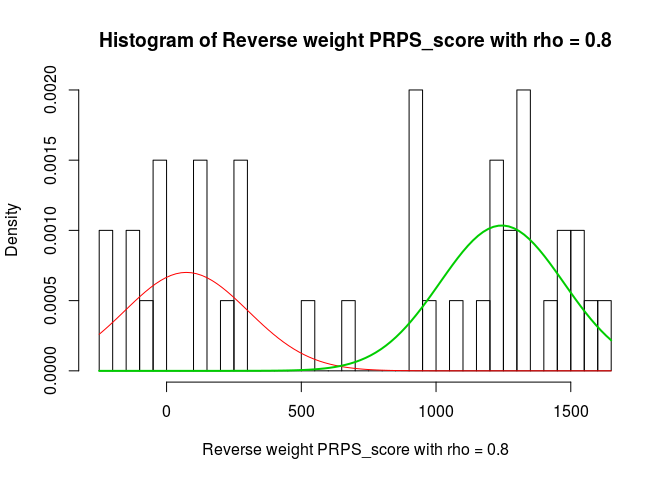 Histogram of Reverse weight PRPS_score with rho = 0.8
Density
0.0020
0.0015
0.0010
0.0005
0.0000
0 500 1000 1500
Reverse weight PRPS_score with rho = 0.8